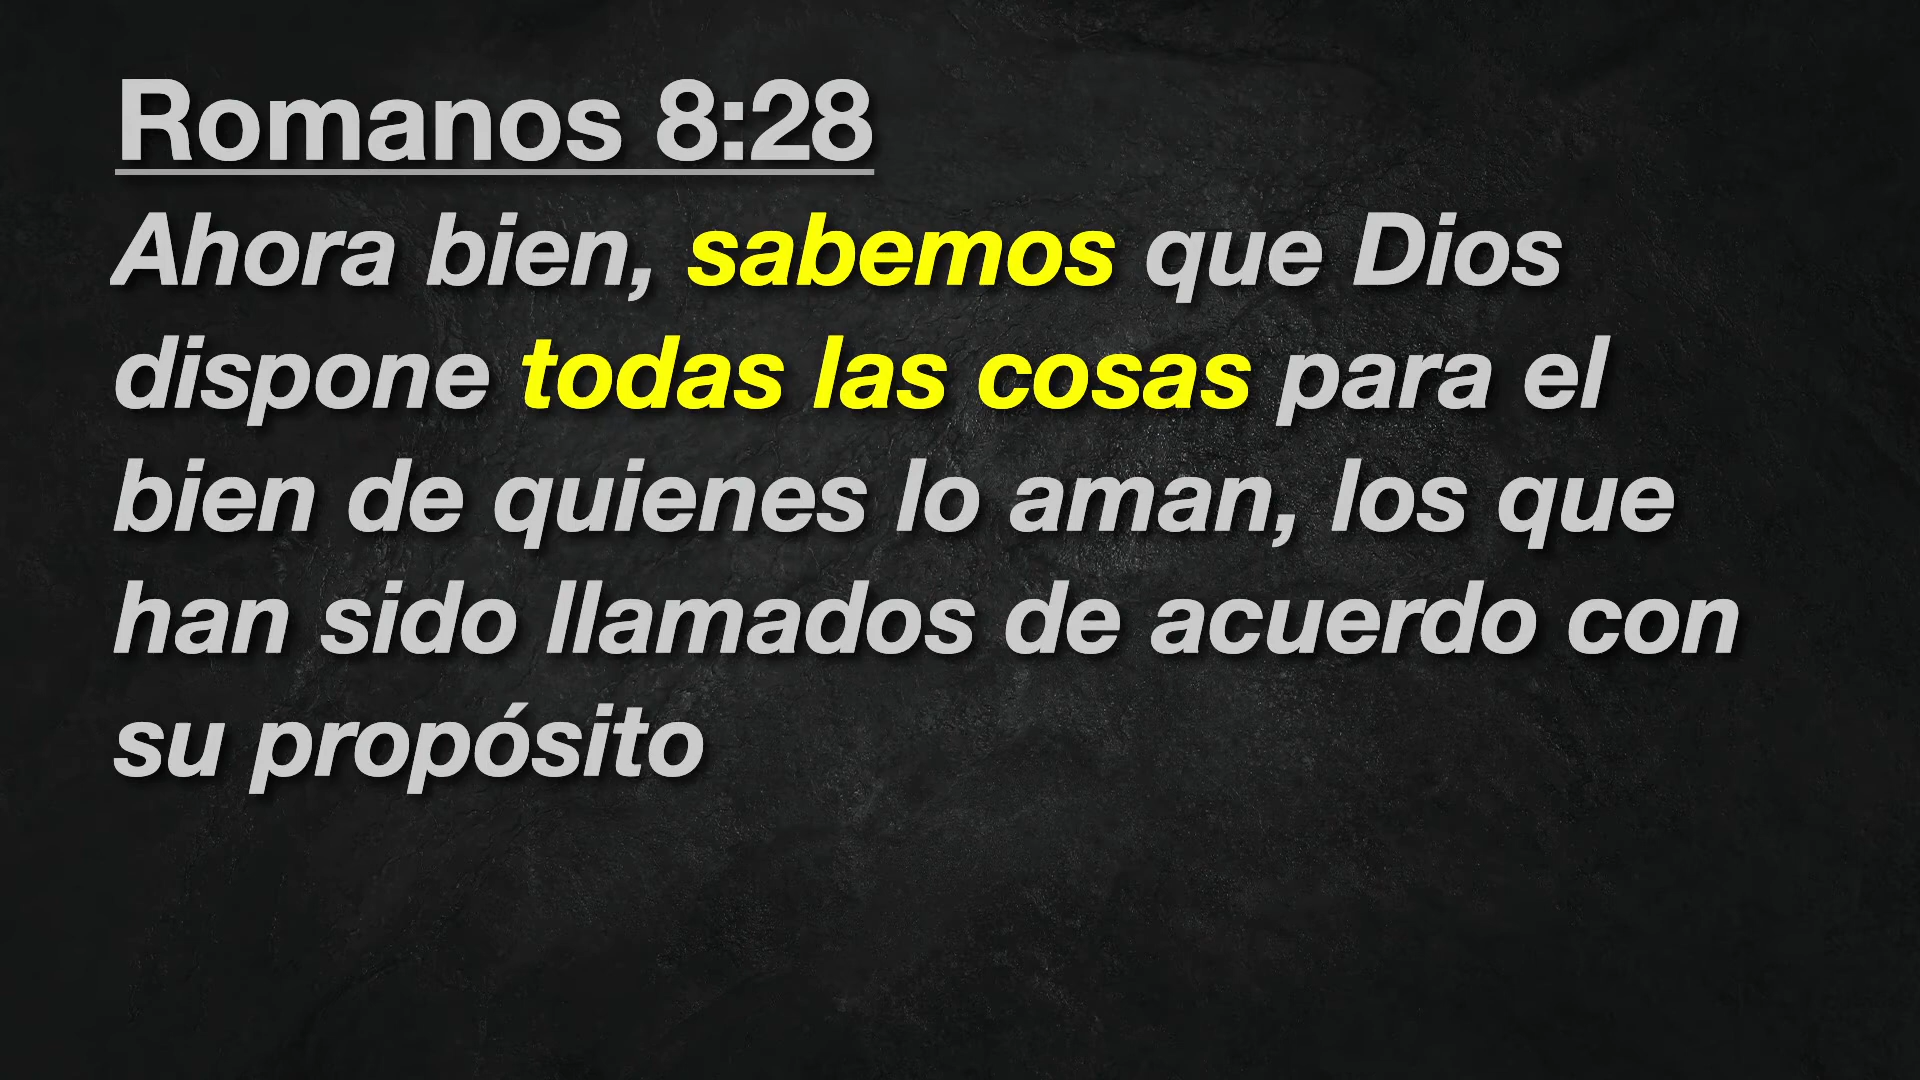 Romanos 8:28
Ahora bien, sabemos que Dios
dispone todas las cosas para el
bien de quienes lo aman, los que
han sido llamados de acuerdo con
su propósito